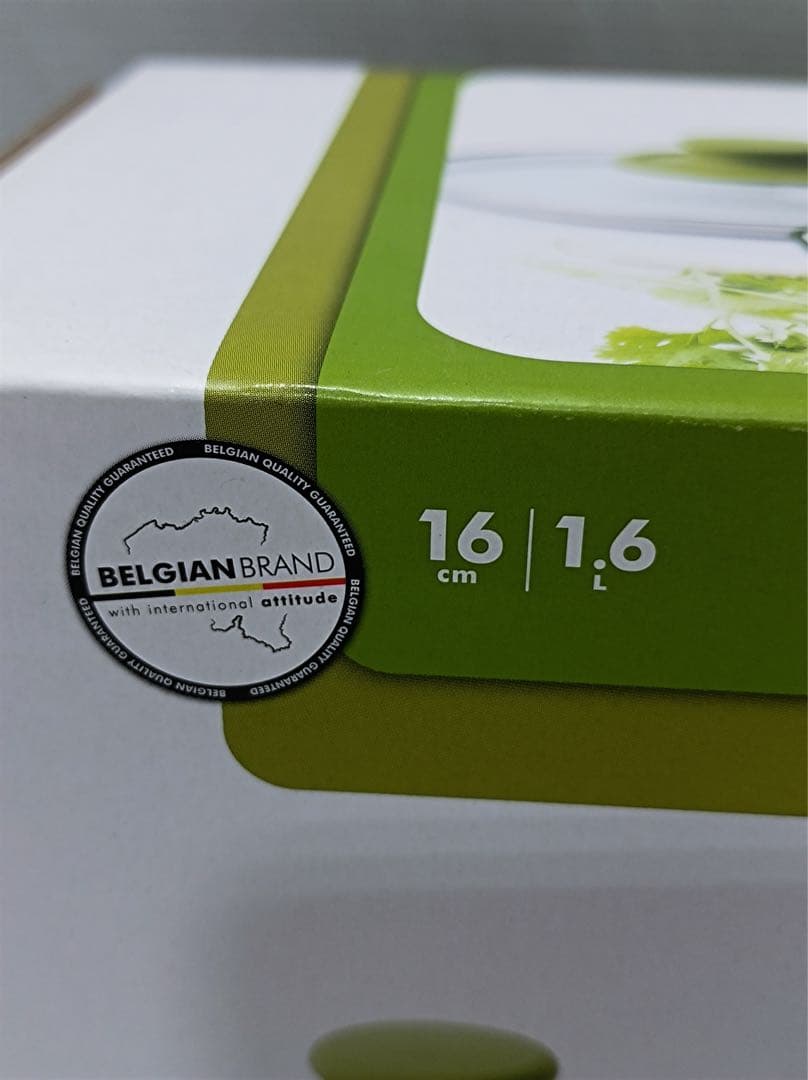 BELGIAN QUALITY GUARANTEED
BELGIAN QUALITY GUARANTEED
BELGIAN QUALITY GUARANTEED
BELGIAN QUALITY GUARANTEED
BELGIANBRAND
with international attitude
16 cm | 1.6 L